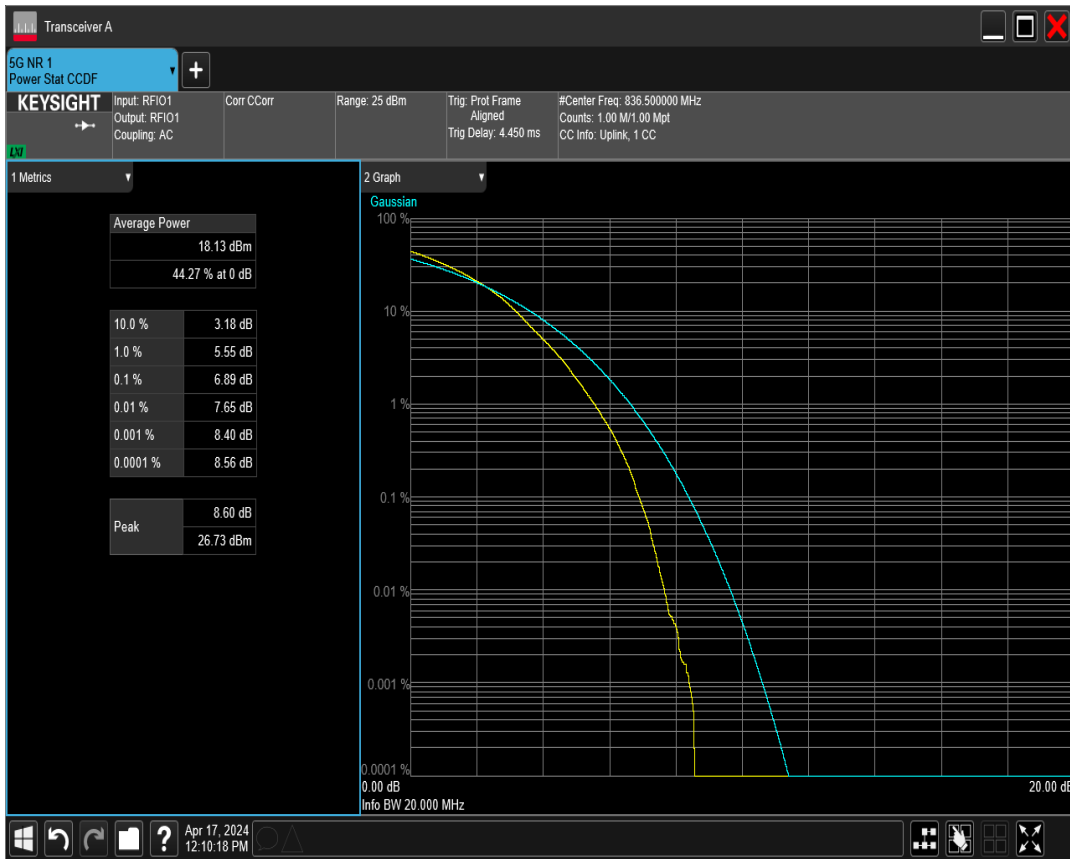 Transceiver A
5G NR 1
Power Stat CCDF
+
KEYSIGHT
LXI
Input: RFIO1
Output: RFIO1
Coupling: AC
Corr CCorr
Range: 25 dBm
Trig: Prot Frame
Aligned
Trig Delay: 4.450 ms
#Center Freq: 836.500000 MHz
Counts: 1.00 M/1.00 Mpt
CC Info: Uplink, 1 CC
1 Metrics
Average Power
18.13 dBm
44.27 % at 0 dB
10.0 % 3.18 dB
1.0 % 5.55 dB
0.1 % 6.89 dB
0.01 % 7.65 dB
0.001 % 8.40 dB
0.0001 % 8.56 dB
Peak
8.60 dB
26.73 dBm
2 Graph
Gaussian
100 %
10 %
1 %
0.1 %
0.01 %
0.001 %
0.0001 %
0.00 dB 20.00 dB
Info BW 20.000 MHz
?
Apr 17, 2024
12:10:18 PM